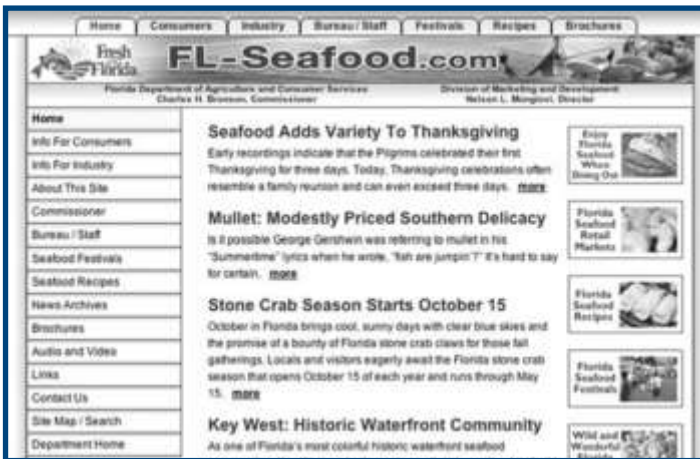 Home Consumers Industry Bureau / Staff Festivals Recipes Brochures
Fresh
Florida
FL-Seafood.com
Florida Department of Agriculture and Consumer Services
Charles H. Bronson, Commissioner
Division of Marketing and Development
Nelson L. Mongiovi, Director
Home
Info For Consumers
Info For Industry
About This Site
Commissioner
Bureau / Staff
Seafood Festivals
Seafood Recipes
News Archives
Brochures
Audio and Video
Links
Contact Us
Site Map / Search
Department Home
Seafood Adds Variety To Thanksgiving
Early recordings indicate that the Pilgrims celebrated their first
Thanksgiving for three days. Today, Thanksgiving celebrations often
resemble a family reunion and can even exceed three days. more
Mullet: Modestly Priced Southern Delicacy
Is it possible George Gershwin was referring to mullet in his
"Summertime" lyrics when he wrote, "fish are jumpin'?" It's hard to say
for certain. more
Stone Crab Season Starts October 15
October in Florida brings cool, sunny days with clear blue skies and
the promise of a bounty of Florida stone crab claws for those fall
gatherings. Locals and visitors eagerly await the Florida stone crab
season that opens October 15 of each year and runs through May
15. more
Key West: Historic Waterfront Community
As one of Florida's most colorful historic waterfront seafood
Enjoy
Florida
Seafood
When
Dining Out
Florida
Seafood
Retail
Markets
Florida
Seafood
Recipes
Florida
Seafood
Festivals
Wild and
Wonderful
Florida